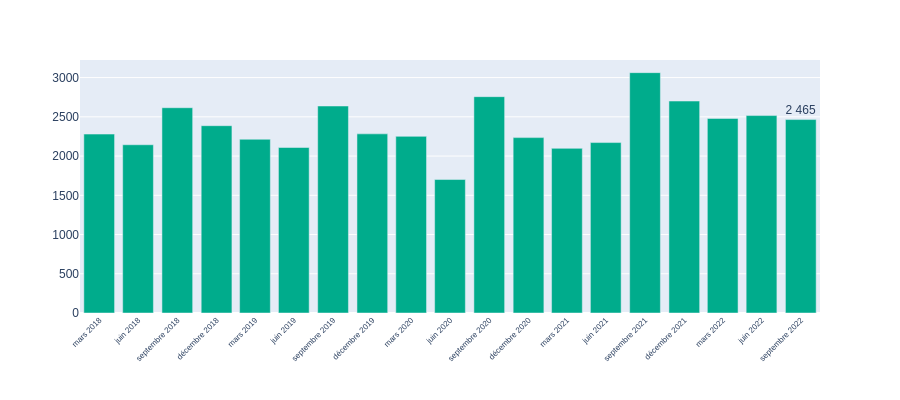 3000
2500
2000
1500
1000
500
0
2 465
mars 2018
juin 2018
septembre 2018
décembre 2018
mars 2019
juin 2019
septembre 2019
décembre 2019
mars 2020
juin 2020
septembre 2020
décembre 2020
mars 2021
juin 2021
septembre 2021
décembre 2021
mars 2022
juin 2022
septembre 2022